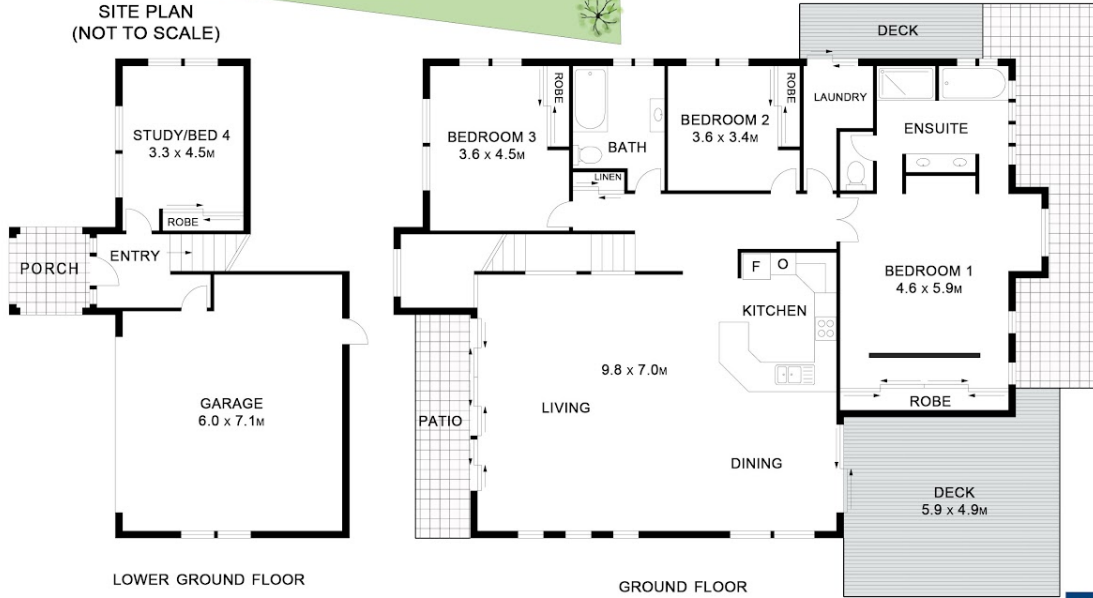 SITE PLAN
(NOT TO SCALE)
STUDY/BED 4
3.3 x 4.5M
ROBE
PORCH
ENTRY
GARAGE
6.0 x 7.1M
LOWER GROUND FLOOR
DECK
BEDROOM 3
3.6 x 4.5M
ROBE
BATH
LINEN
BEDROOM 2
3.6 x 3.4M
ROBE
LAUNDRY
ENSUITE
BEDROOM 1
4.6 x 5.9M
ROBE
F
O
KITCHEN
9.8 x 7.0M
LIVING
PATIO
DINING
DECK
5.9 x 4.9M
GROUND FLOOR